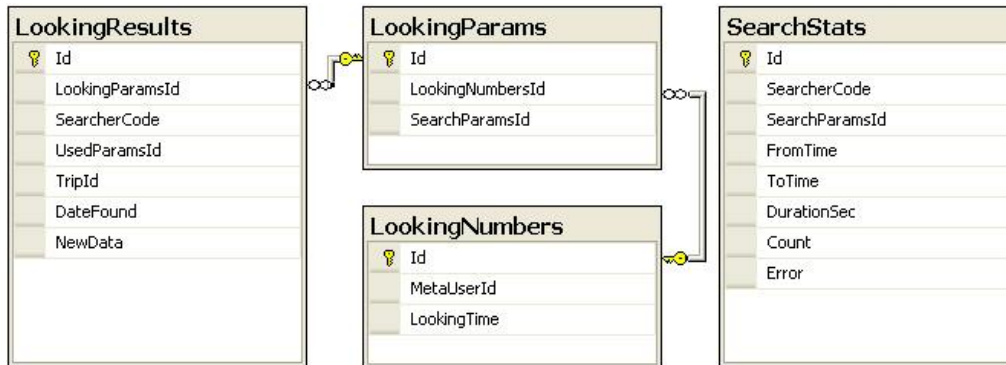 LookingResults
Id
LookingParamsId
SearcherCode
UsedParamsId
TripId
DateFound
NewData
LookingParams
Id
LookingNumbersId
SearchParamsId
LookingNumbers
Id
MetaUserId
LookingTime
SearchStats
Id
SearcherCode
SearchParamsId
FromTime
ToTime
DurationSec
Count
Error